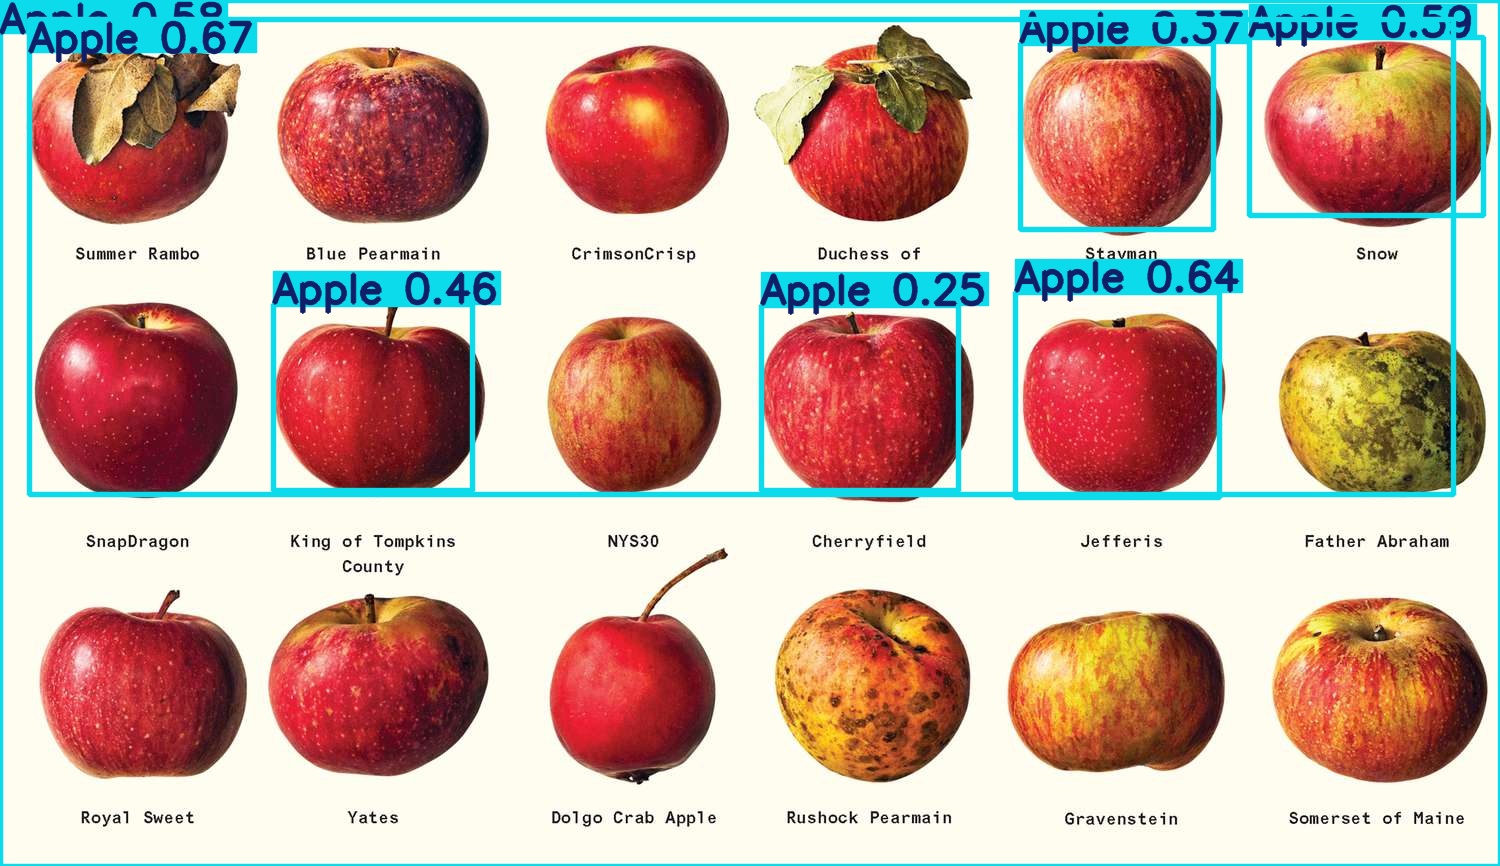 Apple 0.58
Apple 0.67
Apple 0.37
Apple 0.59
Summer Rambo
Blue Pearmain
CrimsonCrisp
Duchess of
Stayman
Snow
Apple 0.46
Apple 0.25
Apple 0.64
SnapDragon
King of Tompkins
County
NYS30
Cherryfield
Jefferis
Father Abraham
Royal Sweet
Yates
Dolgo Crab Apple
Rushock Pearmain
Gravenstein
Somerset of Maine